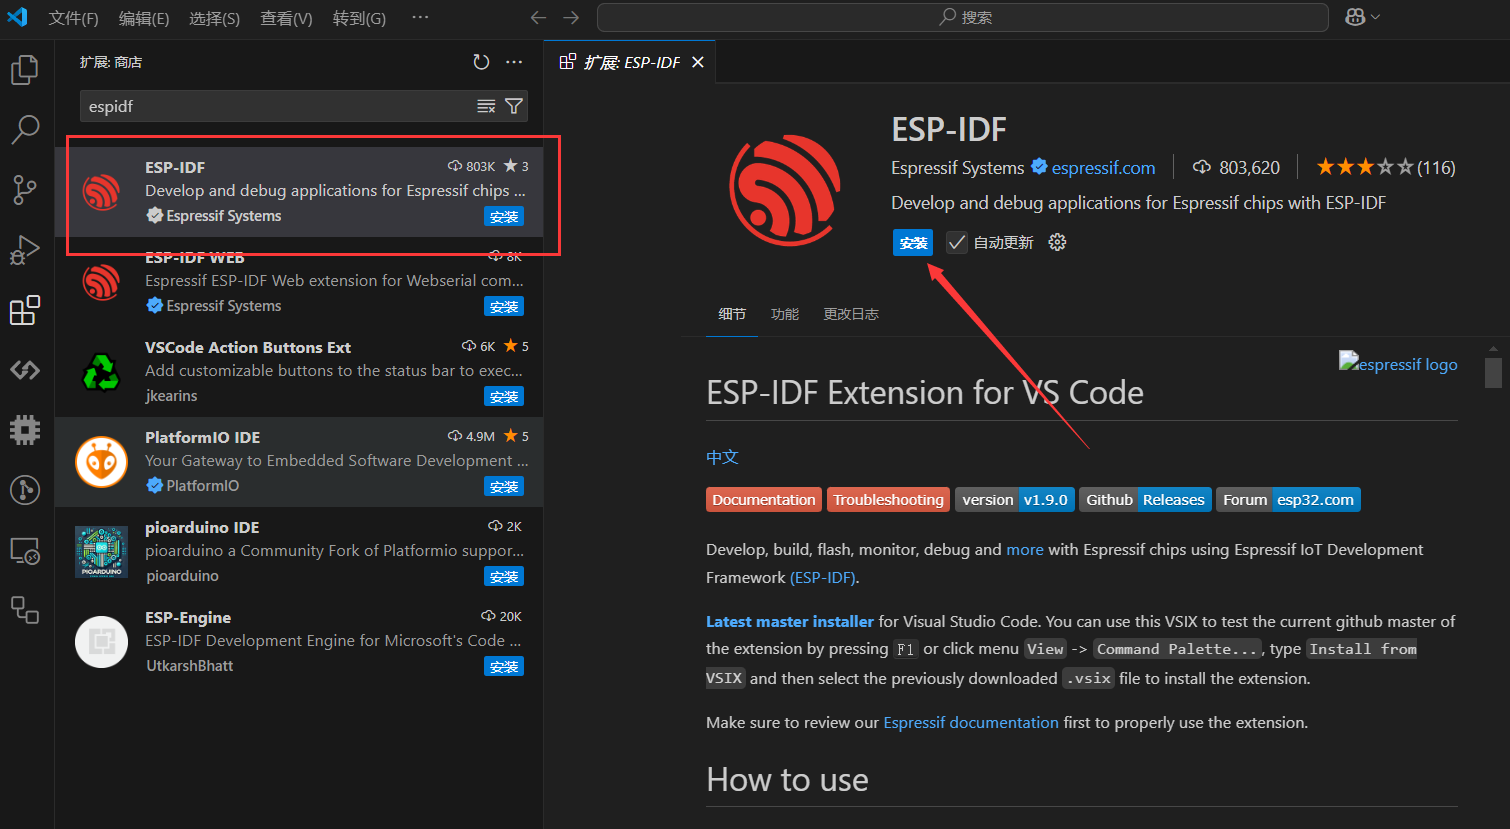 文件(F) 编辑(E) 选择(S) 查看(V) 转到(G) ··· 搜索
扩展: 商店
扩展: ESP-IDF
espidf
ESP-IDF 803K 3
Develop and debug applications for Espressif chips ...
Espressif Systems 安装
ESP-IDF WEB 8K
Espressif ESP-IDF Web extension for Webserial com...
Espressif Systems 安装
VSCode Action Buttons Ext 6K 5
Add customizable buttons to the status bar to exec...
jkearins 安装
PlatformIO IDE 4.9M 5
Your Gateway to Embedded Software Development ...
PlatformIO 安装
PIOARDUINO
pioarduino IDE 2K
pioarduino a Community Fork of Platformio suppor...
pioarduino 安装
ESP-Engine 20K
ESP-IDF Development Engine for Microsoft's Code ...
UtkarshBhatt 安装
ESP-IDF
Espressif Systems espressif.com 803,620 (116)
Develop and debug applications for Espressif chips with ESP-IDF
安装 自动更新
细节 功能 更改日志
espressif logo
ESP-IDF Extension for VS Code
中文
Documentation Troubleshooting version v1.9.0 Github Releases Forum esp32.com
Develop, build, flash, monitor, debug and more with Espressif chips using Espressif IoT Development
Framework (ESP-IDF).
Latest master installer for Visual Studio Code. You can use this VSIX to test the current github master of
the extension by pressing F1 or click menu View -> Command Palette..., type Install from
VSIX and then select the previously downloaded .vsix file to install the extension.
Make sure to review our Espressif documentation first to properly use the extension.
How to use